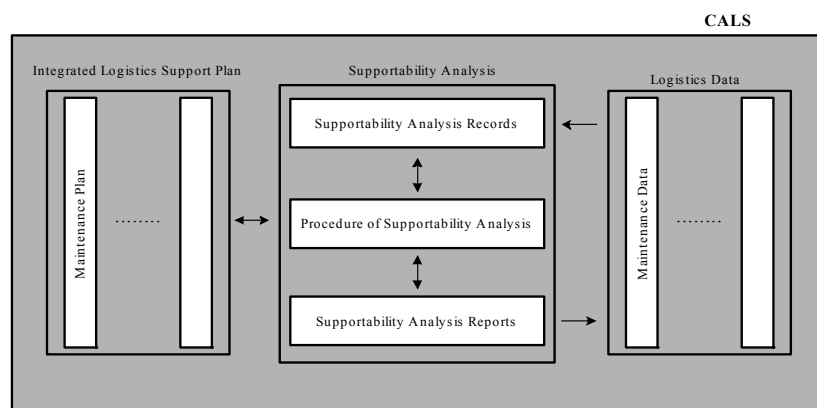 CALS
Integrated Logistics Support Plan
Supportability Analysis
Logistics Data
Maintenance Plan
........
Supportability Analysis Records
Procedure of Supportability Analysis
Supportability Analysis Reports
Maintenance Data
........